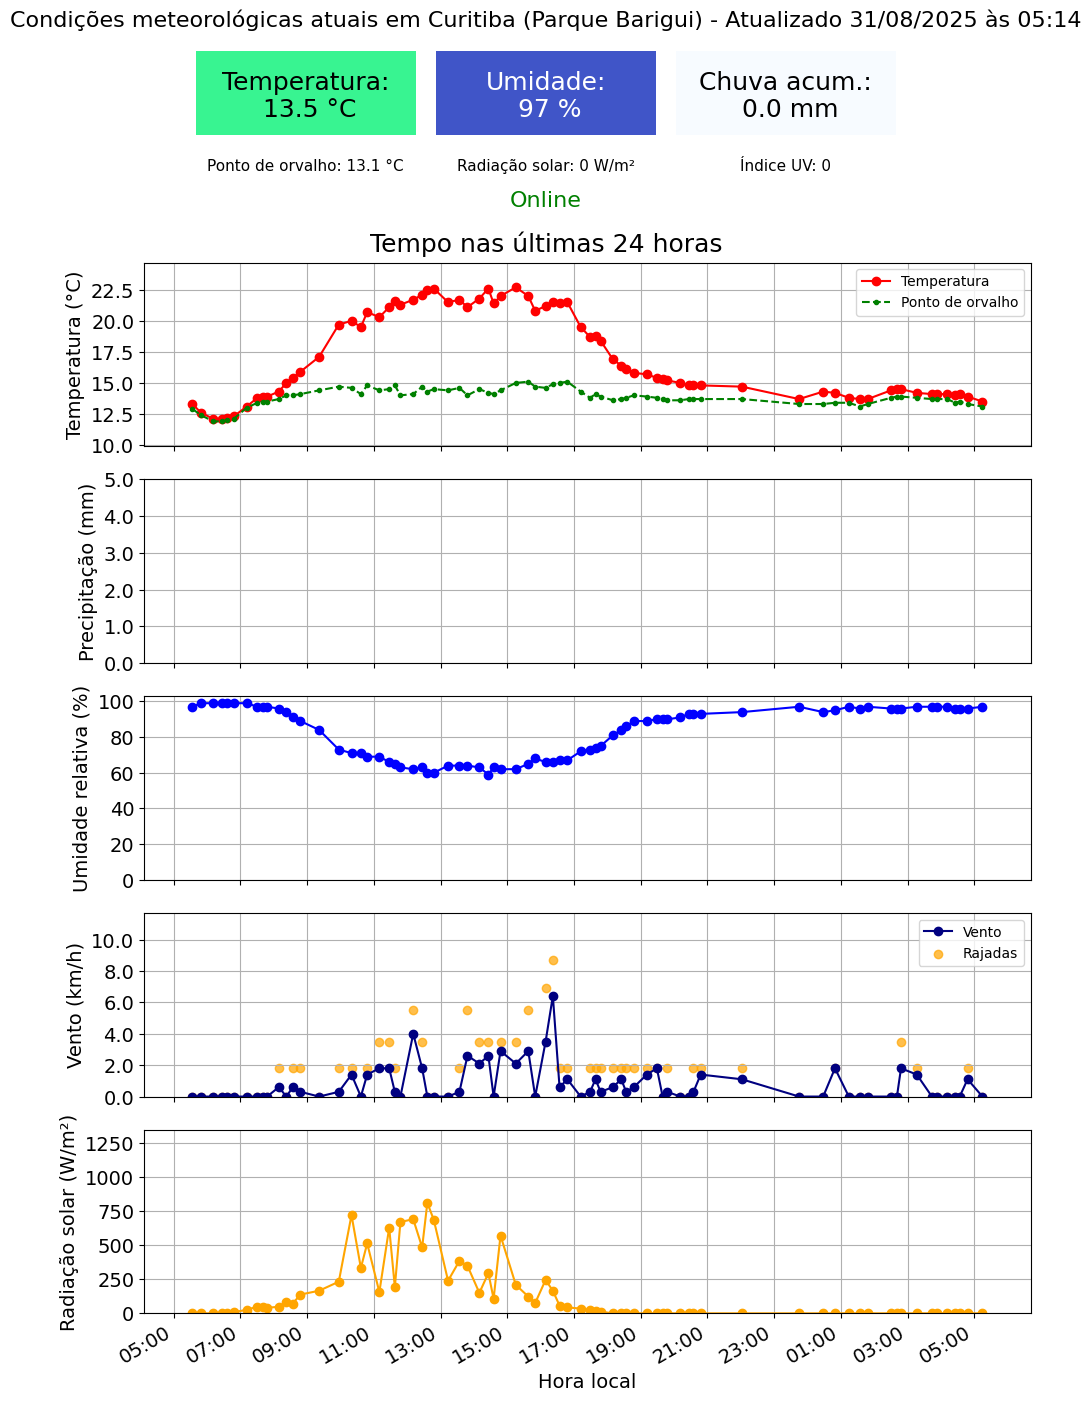 Condições meteorológicas atuais em Curitiba (Parque Barigui) - Atualizado 31/08/2025 às 05:14
Temperatura:
13.5 °C
Umidade:
97 %
Chuva acum.:
0.0 mm
Ponto de orvalho: 13.1 °C
Radiação solar: 0 W/m²
Índice UV: 0
Online
Tempo nas últimas 24 horas
Temperatura (°C)
22.5
20.0
17.5
15.0
12.5
10.0
Temperatura
Ponto de orvalho
Precipitação (mm)
5.0
4.0
3.0
2.0
1.0
0.0
Umidade relativa (%)
100
80
60
40
20
0
Vento (km/h)
10.0
8.0
6.0
4.0
2.0
0.0
Vento
Rajadas
Radiação solar (W/m²)
1250
1000
750
500
250
0
05:00
07:00
09:00
11:00
13:00
15:00
17:00
19:00
21:00
23:00
01:00
03:00
05:00
Hora local